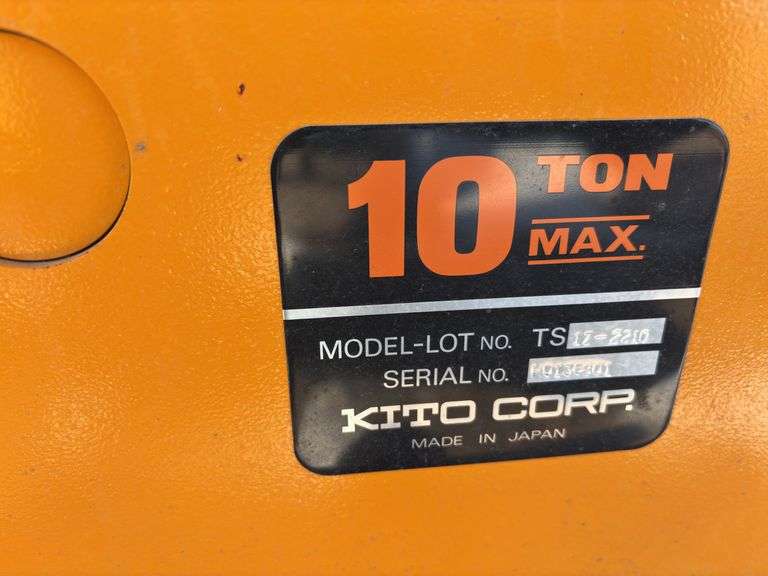 10 TON
MAX.
MODEL-LOT NO. TS
SERIAL NO.
KITO CORP.
MADE IN JAPAN